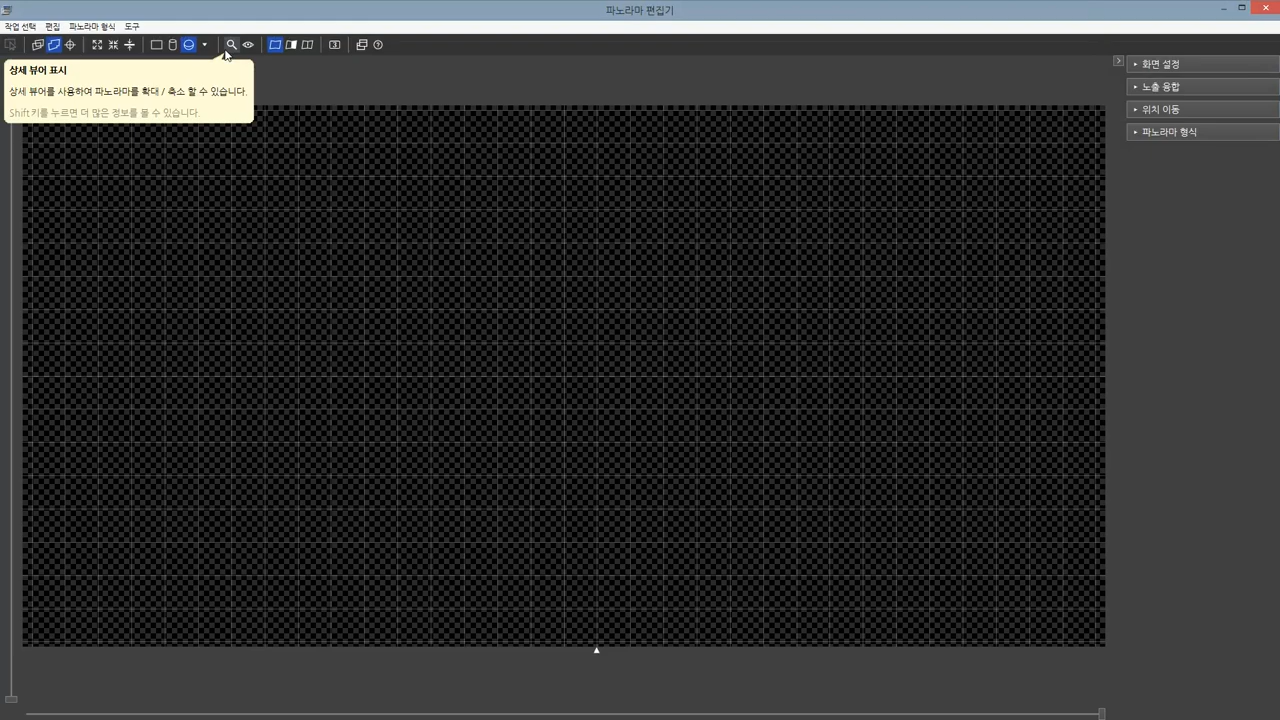 파노라마 편집기
작업 선택 편집 파노라마 형식 도구
상세 뷰어 표시
상세 뷰어를 사용하여 파노라마를 확대 / 축소 할 수 있습니다.
Shift 키를 누르면 더 많은 정보를 볼 수 있습니다.
화면 설정
노출 융합
위치 이동
파노라마 형식